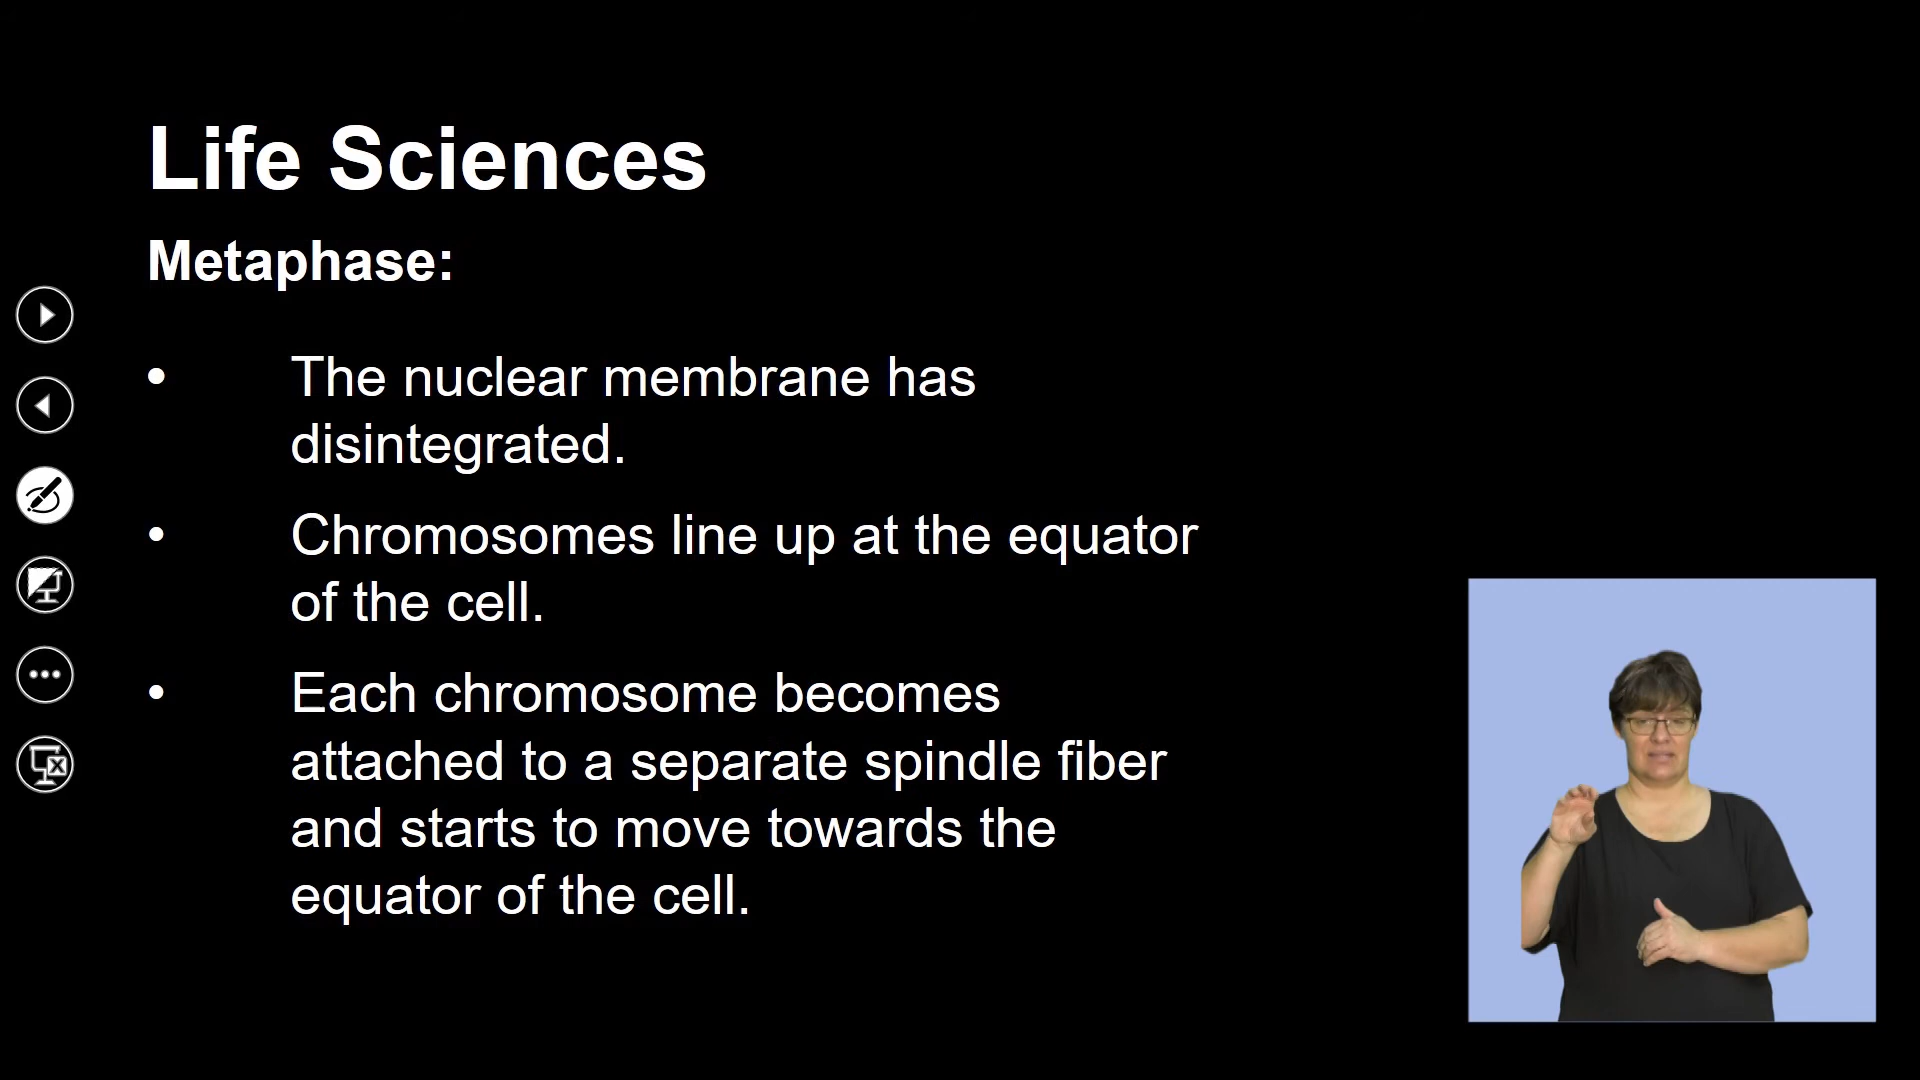 Life Sciences
Metaphase:
• The nuclear membrane has
disintegrated.
• Chromosomes line up at the equator
of the cell.
• Each chromosome becomes
attached to a separate spindle fiber
and starts to move towards the
equator of the cell.